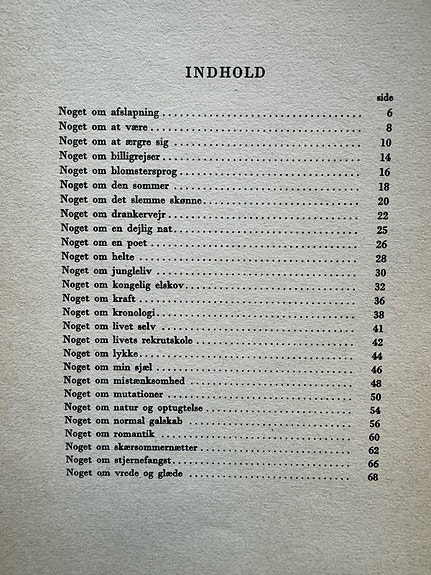 INDHOLD
side
Noget om afslapning 6
Noget om at være 8
Noget om at ærgre sig 10
Noget om billigrejser 14
Noget om blomstersprog 16
Noget om den sommer 18
Noget om det slemme skønne 20
Noget om drankervejr 22
Noget om en dejlig nat 25
Noget om en poet 26
Noget om helte 28
Noget om jungleliv 30
Noget om kongelig elskov 32
Noget om kraft 36
Noget om kronologi 38
Noget om livet selv 41
Noget om livets rekrutskole 42
Noget om lykke 44
Noget om min sjæl 46
Noget om mistænksomhed 48
Noget om mutationer 50
Noget om natur og optugtelse 54
Noget om normal galskab 56
Noget om romantik 60
Noget om skærsommernætter 62
Noget om stjernefangst 66
Noget om vrede og glæde 68